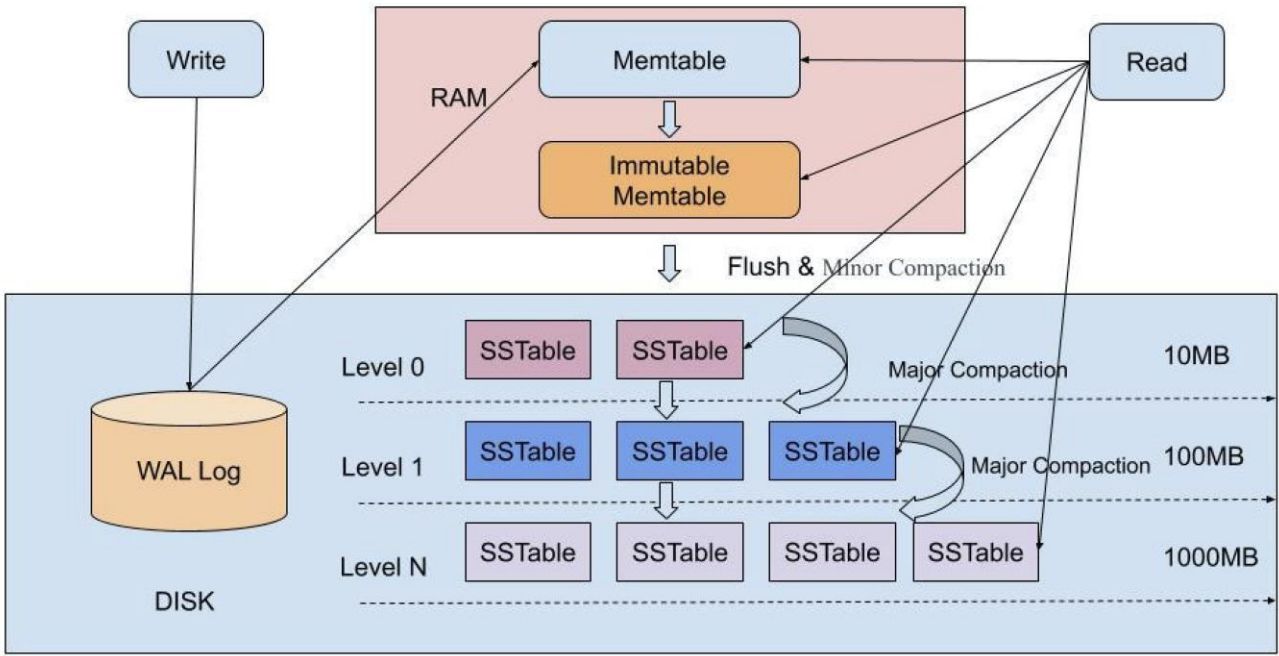 Write
Memtable
Read
RAM
Immutable
Memtable
Flush & Minor Compaction
Level 0
SSTable
SSTable
Major Compaction
10MB
WAL Log
Level 1
SSTable
SSTable
SSTable
Major Compaction
100MB
Level N
SSTable
SSTable
SSTable
SSTable
1000MB
DISK